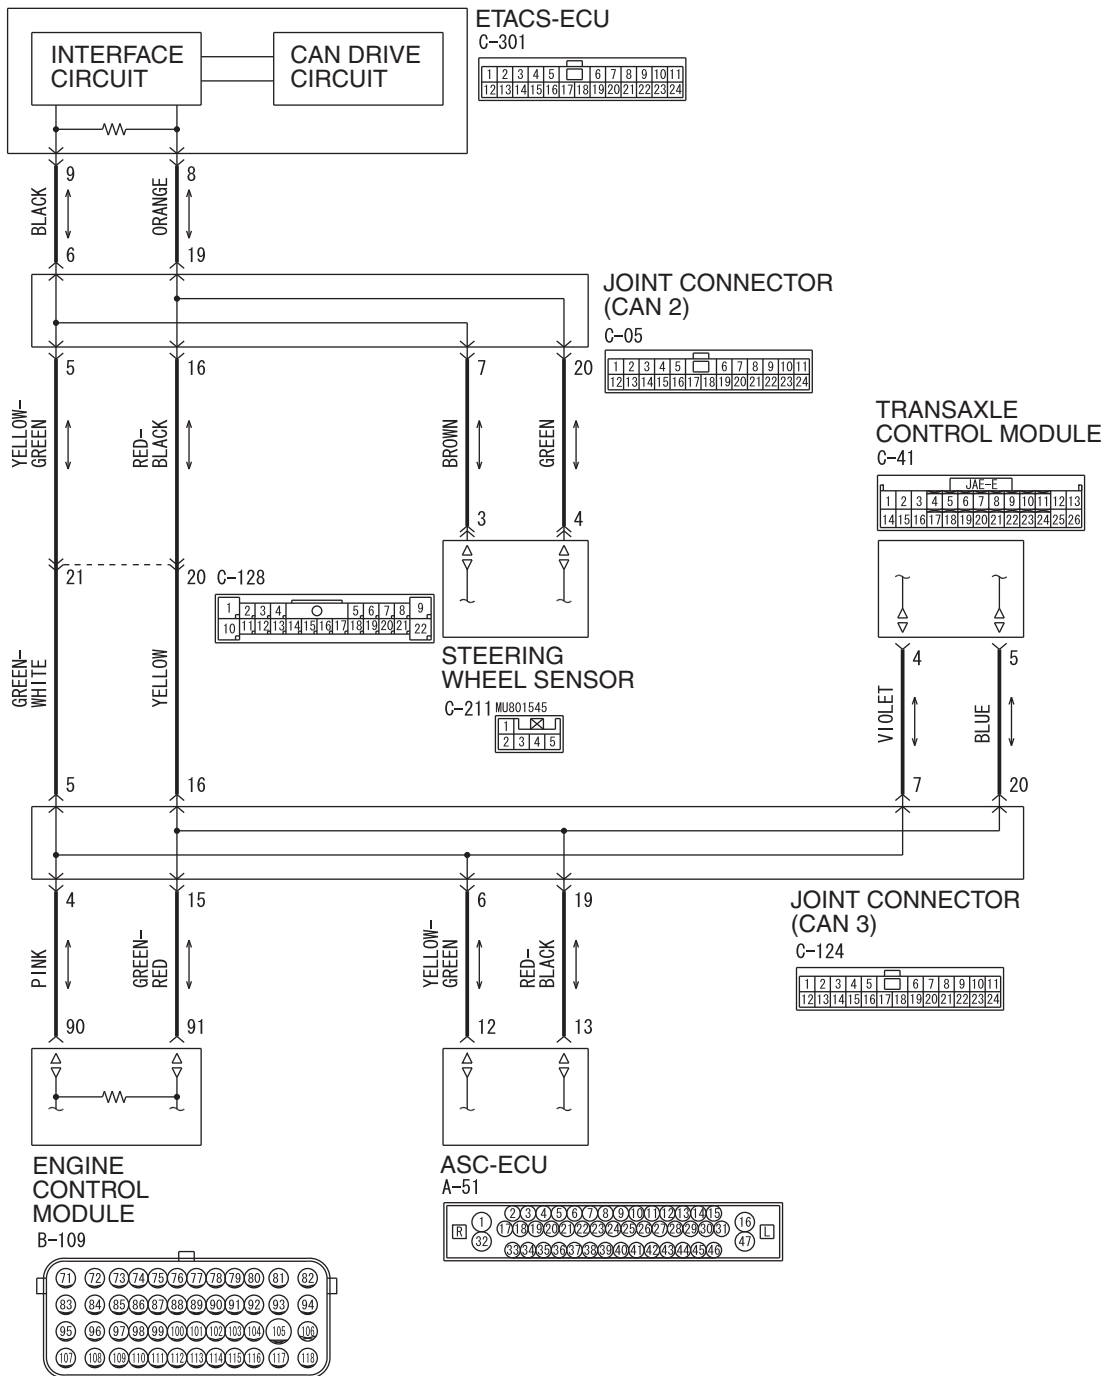 ETACS-ECU
C-301
INTERFACE
CIRCUIT
CAN DRIVE
CIRCUIT
1 2 3 4 5 6 7 8 9 10 11
12 13 14 15 16 17 18 19 20 21 22 23 24
9 8
BLACK
ORANGE
6 19
JOINT CONNECTOR
(CAN 2)
C-05
1 2 3 4 5 6 7 8 9 10 11
12 13 14 15 16 17 18 19 20 21 22 23 24
5 16 7 20
YELLOW-
GREEN
RED-
BLACK
BROWN
GREEN
3 4
TRANSAXLE
CONTROL MODULE
C-41
JAE-E
1 2 3 4 5 6 7 8 9 10 11 12 13
14 15 16 17 18 19 20 21 22 23 24 25 26
21 20 C-128
1 2 3 4 5 6 7 8 9
10 11 12 13 14 15 16 17 18 19 20 21 22
STEERING
WHEEL SENSOR
C-211 MU801545
1
2 3 4 5
GREEN-
WHITE
YELLOW
4 5
VIOLET
BLUE
5 16 7 20
4 15 6 19
JOINT CONNECTOR
(CAN 3)
C-124
1 2 3 4 5 6 7 8 9 10 11
12 13 14 15 16 17 18 19 20 21 22 23 24
PINK
GREEN-
RED
YELLOW-
GREEN
RED-
BLACK
90 91 12 13
ENGINE
CONTROL
MODULE
B-109
71 72 73 74 75 76 77 78 79 80 81 82
83 84 85 86 87 88 89 90 91 92 93 94
95 96 97 98 99 100 101 102 103 104 105 106
107 108 109 110 111 112 113 114 115 116 117 118
ASC-ECU
A-51
R 1 2 3 4 5 6 7 8 9 10 11 12 13 14 15 16 L
17 18 19 20 21 22 23 24 25 26 27 28 29 30 31
32 33 34 35 36 37 38 39 40 41 42 43 44 45 46 47